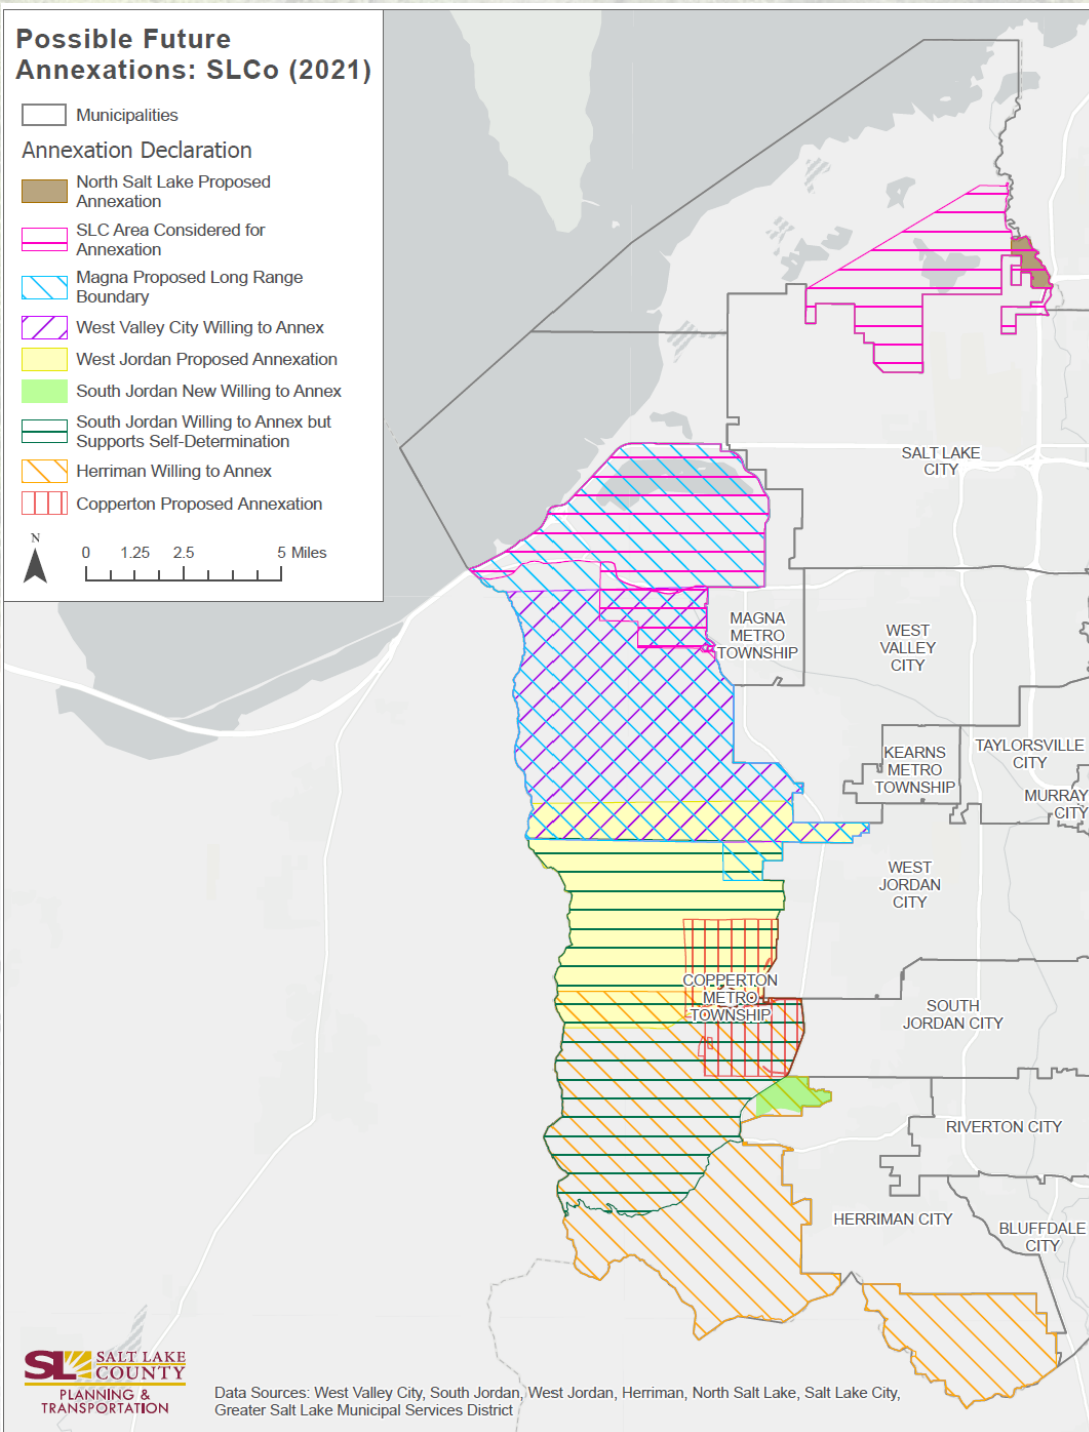 Possible Future
Annexations: SLCo (2021)
Municipalities
Annexation Declaration
North Salt Lake Proposed
Annexation
SLC Area Considered for
Annexation
Magna Proposed Long Range
Boundary
West Valley City Willing to Annex
West Jordan Proposed Annexation
South Jordan New Willing to Annex
South Jordan Willing to Annex but
Supports Self-Determination
Herriman Willing to Annex
Copperton Proposed Annexation
N
0 1.25 2.5 5 Miles
SALT LAKE
CITY
MAGNA
METRO
TOWNSHIP
WEST
VALLEY
CITY
KEARNS
METRO
TOWNSHIP
TAYLORSVILLE
CITY
MURRAY
CITY
WEST
JORDAN
CITY
COPPERTON
METRO
TOWNSHIP
SOUTH
JORDAN CITY
RIVERTON CITY
HERRIMAN CITY
BLUFFDALE
CITY
SL SALT LAKE
COUNTY
PLANNING &
TRANSPORTATION
Data Sources: West Valley City, South Jordan, West Jordan, Herriman, North Salt Lake, Salt Lake City,
Greater Salt Lake Municipal Services District